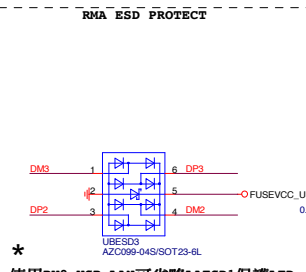 RMA ESD PROTECT
DM3 1 6 DP3
2 5 FUSEVCC_U
0.
DP2 3 4 DM2
UBESD3
AZC099-04S/SOT23-6L
*